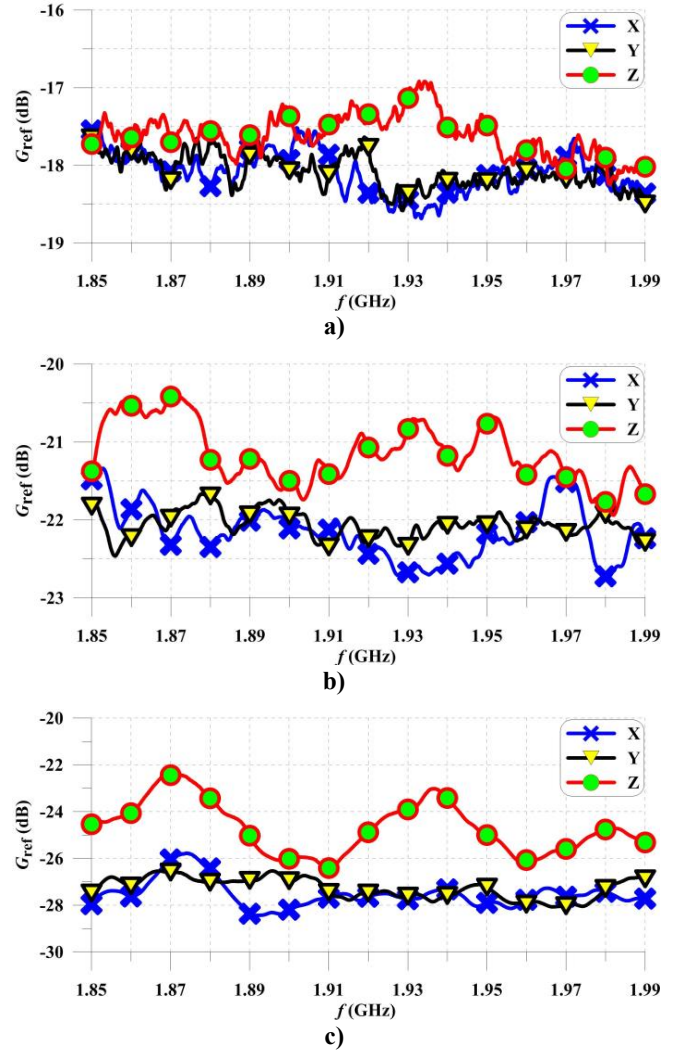 -16
X
Y
Z
-17
G_ref (dB)
-18
-19
1.85 1.87 1.89 1.91 1.93 1.95 1.97 1.99
f (GHz)
a)
-20
X
Y
Z
-21
G_ref (dB)
-22
-23
1.85 1.87 1.89 1.91 1.93 1.95 1.97 1.99
f (GHz)
b)
-20
X
Y
Z
-22
-24
G_ref (dB)
-26
-28
-30
1.85 1.87 1.89 1.91 1.93 1.95 1.97 1.99
f (GHz)
c)